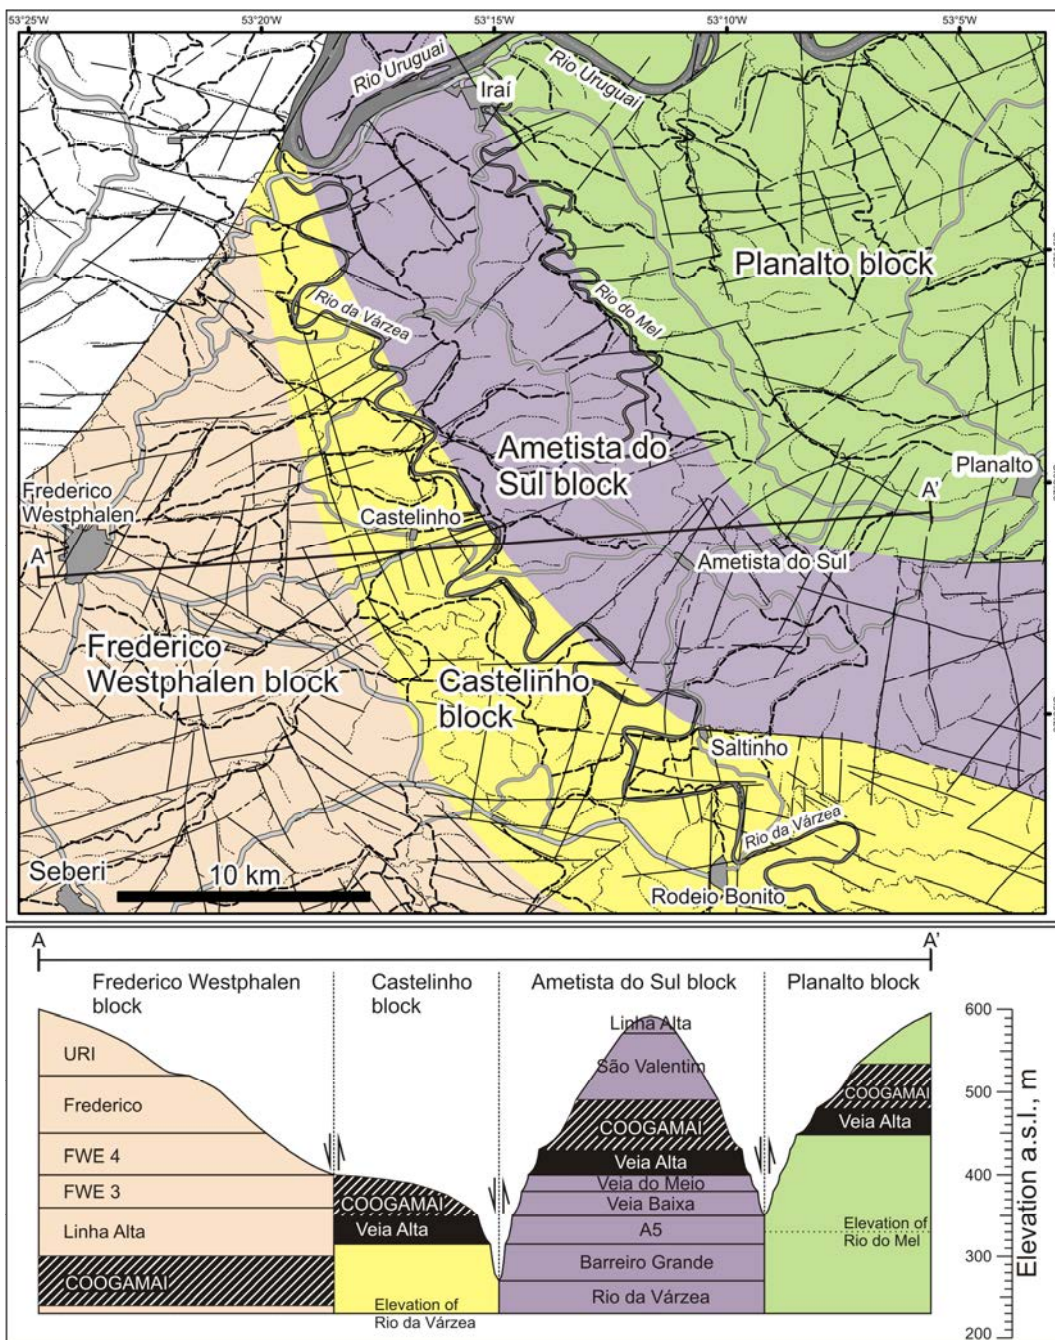 53°25'W 53°20'W 53°15'W 53°10'W 53°5'W
Rio Uruguai
Rio Uruguai
Iraí
Planalto block
Rio da Várzea
Rio do Mel
Ametista do
Sul block
Planalto
Frederico
Westphalen
A'
Castelinho
A
Ametista do Sul
Frederico
Westphalen block
Castelinho
block
Saltinho
Rio da Várzea
Seberi
10 km
Rodeio Bonito
A A'
Frederico Westphalen
block
Castelinho
block
Ametista do Sul block
Planalto block
600
500
400
300
200
Elevation a.s.l., m
URI
Frederico
FWE 4
FWE 3
Linha Alta
COOGAMAI
COOGAMAI
Veia Alta
Elevation of
Rio da Várzea
Linha Alta
São Valentim
COOGAMAI
Veia Alta
Veia do Meio
Veia Baixa
A5
Barreiro Grande
Rio da Várzea
COOGAMAI
Veia Alta
Elevation of
Rio do Mel